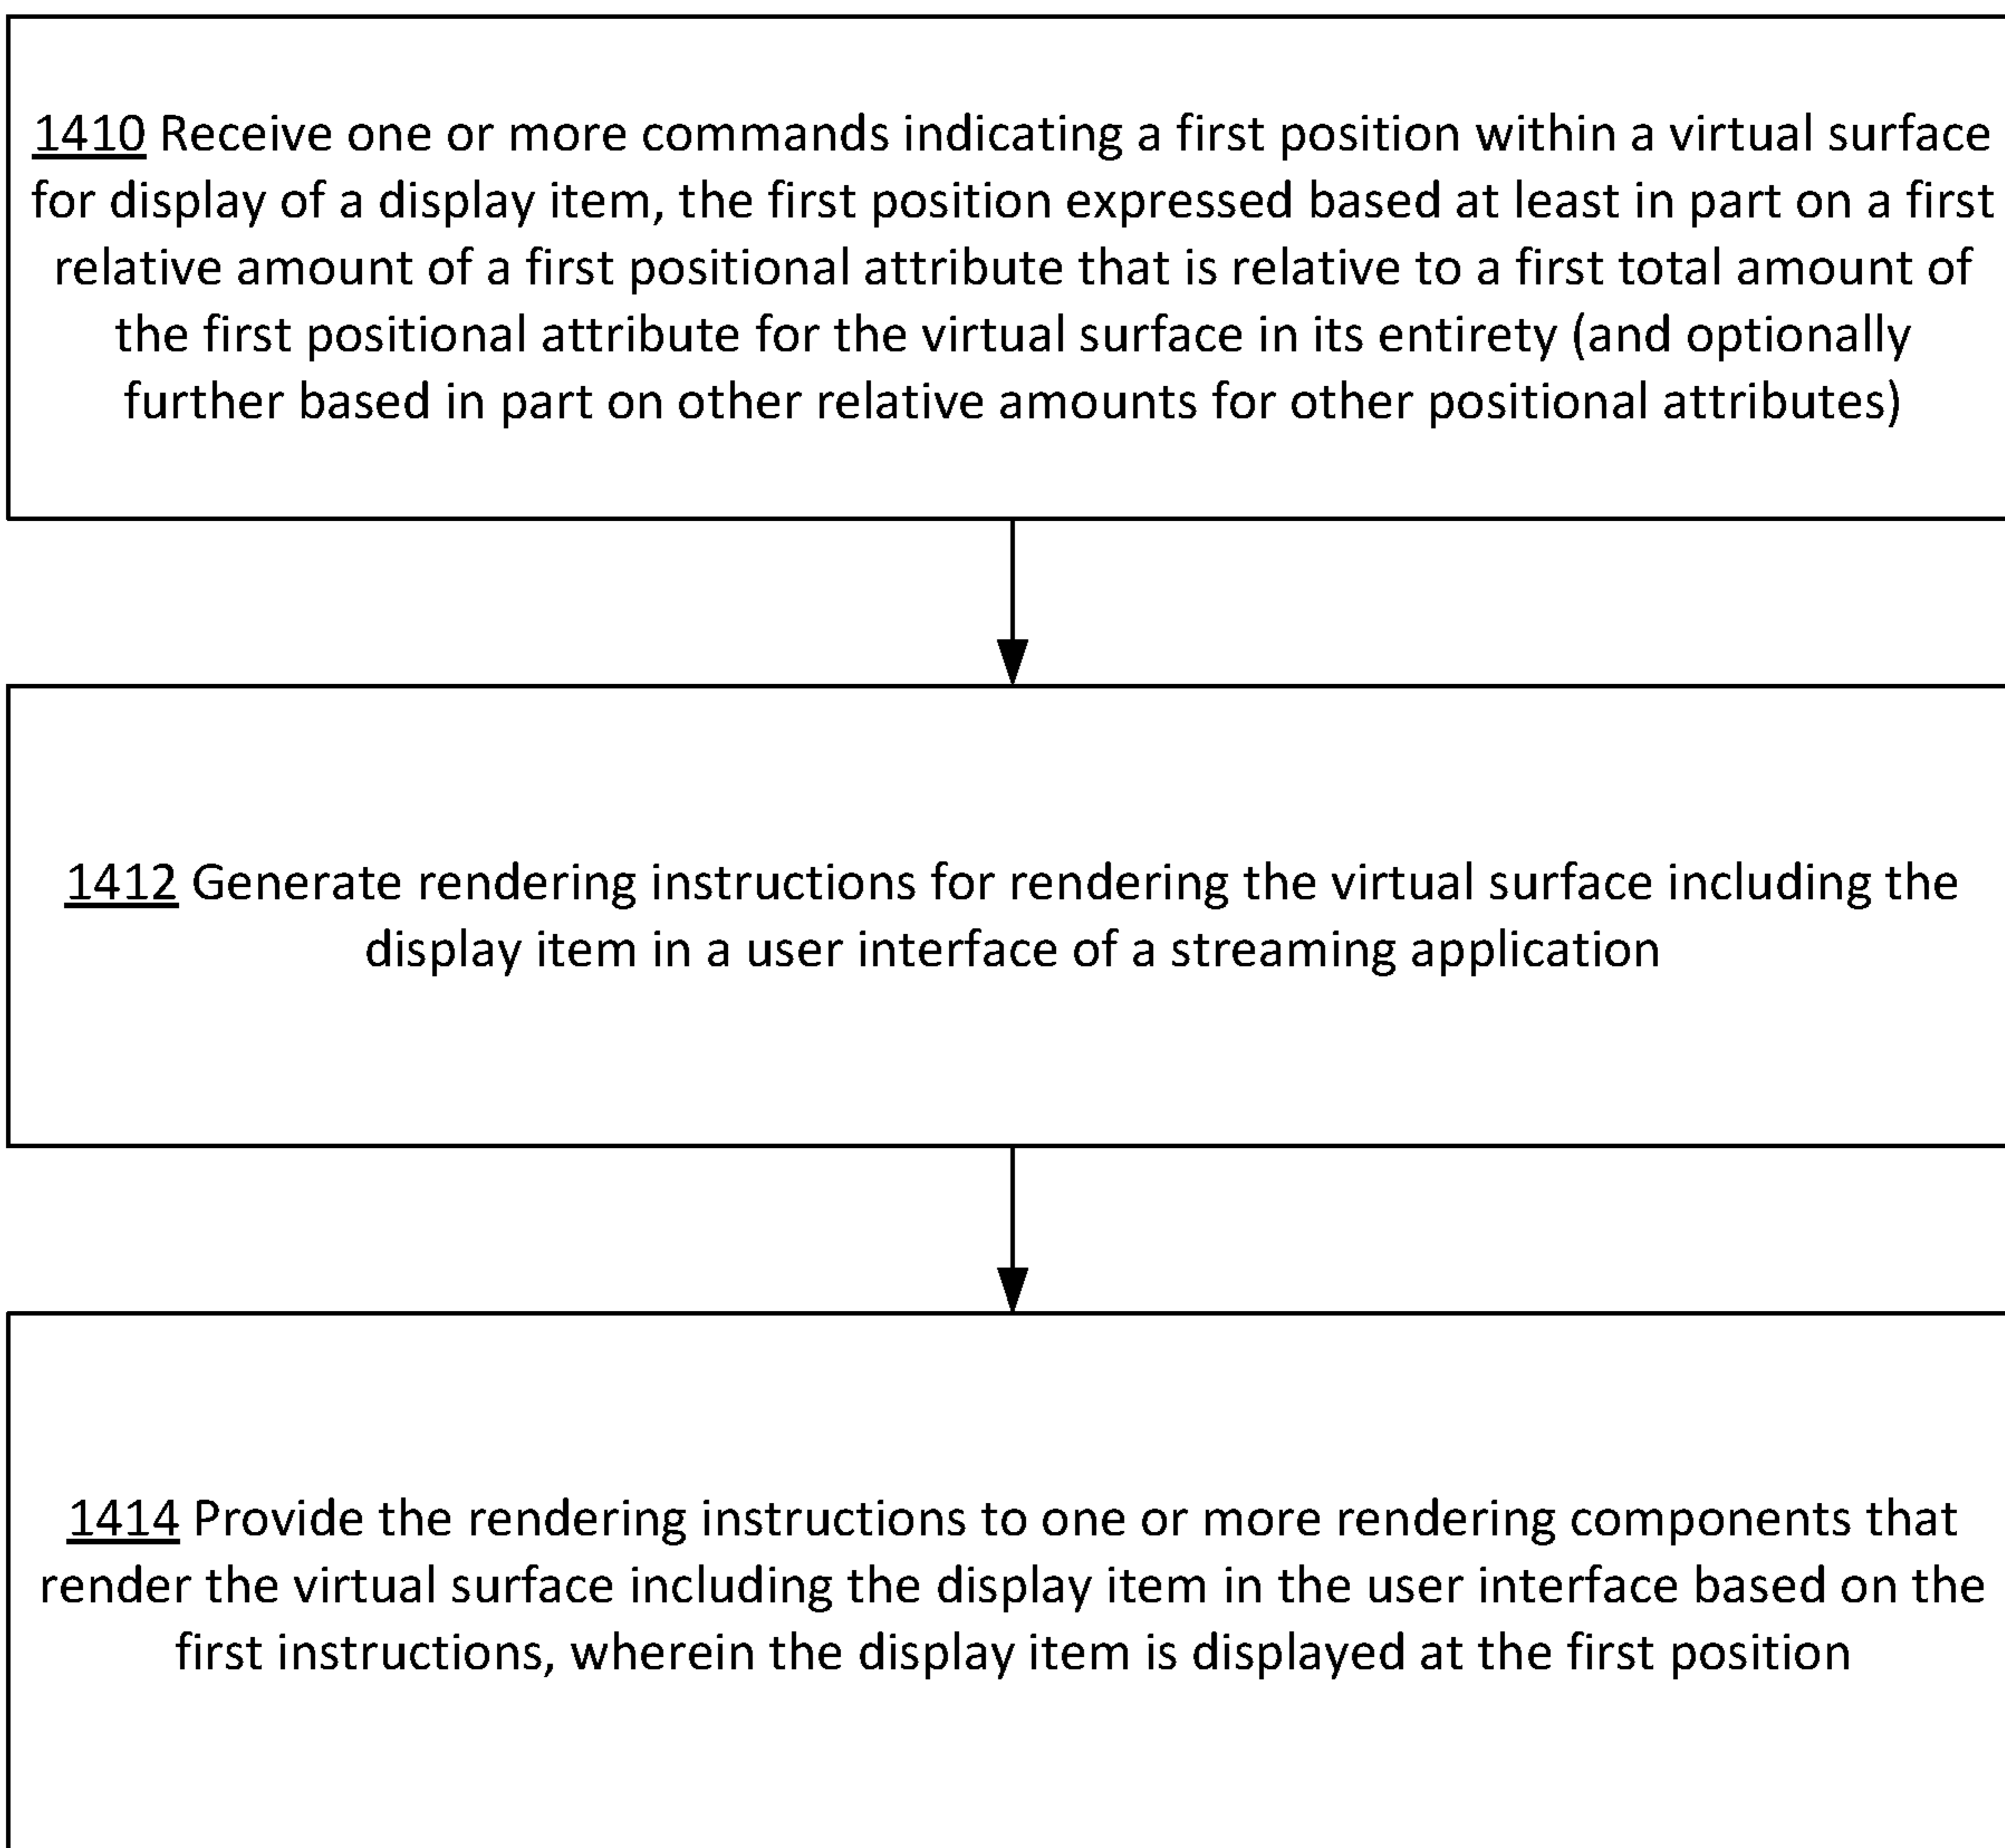 1410 Receive one or more commands indicating a first position within a virtual surface
for display of a display item, the first position expressed based at least in part on a first
relative amount of a first positional attribute that is relative to a first total amount of
the first positional attribute for the virtual surface in its entirety (and optionally
further based in part on other relative amounts for other positional attributes)
1412 Generate rendering instructions for rendering the virtual surface including the
display item in a user interface of a streaming application
1414 Provide the rendering instructions to one or more rendering components that
render the virtual surface including the display item in the user interface based on the
first instructions, wherein the display item is displayed at the first position